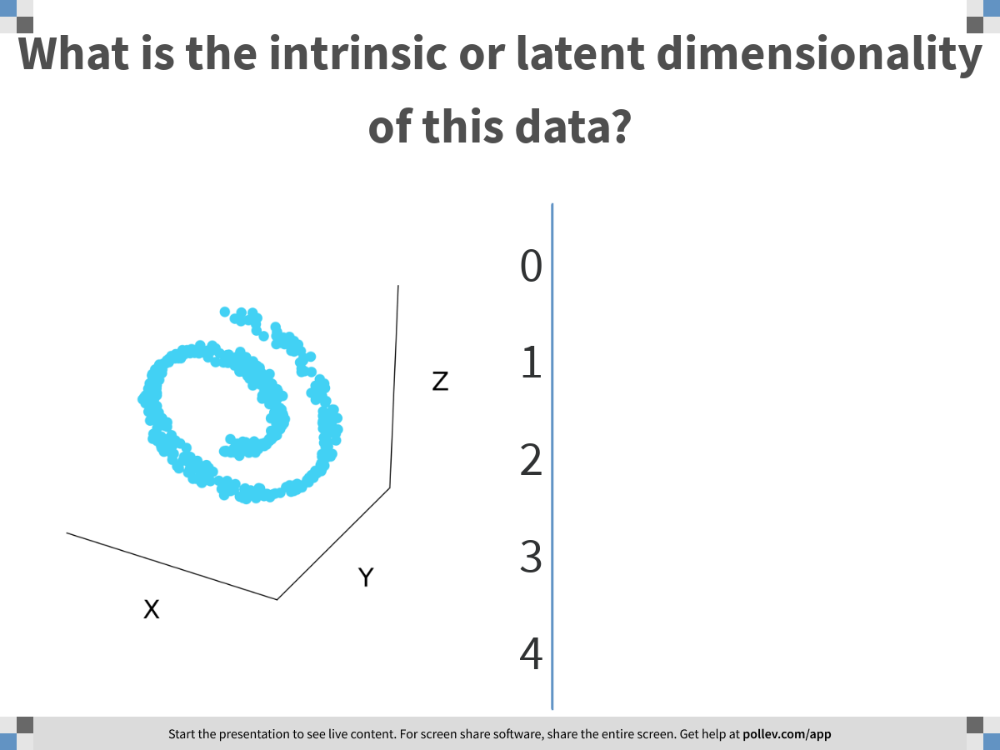 What is the intrinsic or latent dimensionality
of this data?
0
1
2
3
4
Z
Y
X
Start the presentation to see live content. For screen share software, share the entire screen. Get help at pollev.com/app